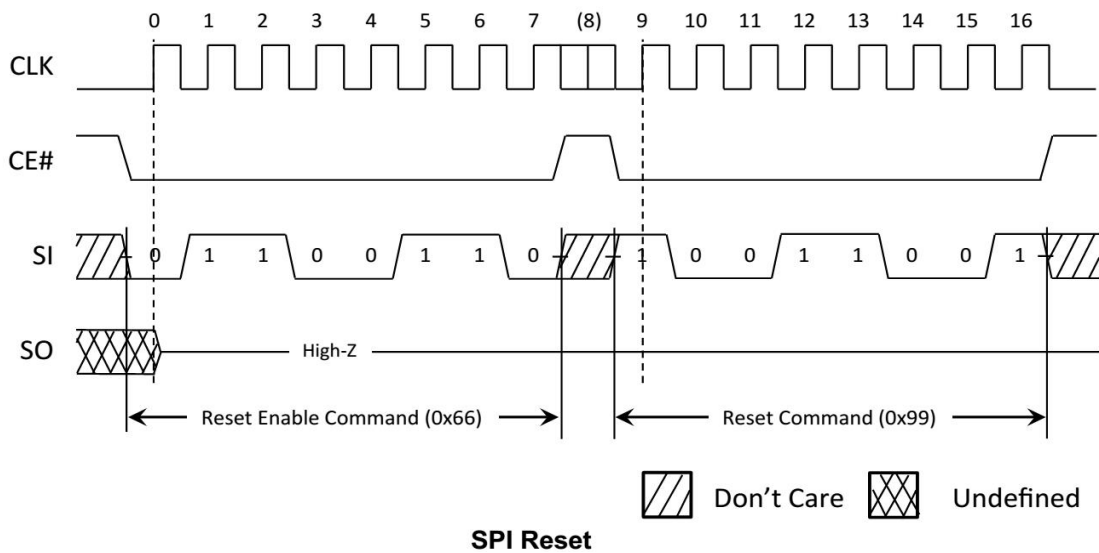 0 1 2 3 4 5 6 7 (8) 9 10 11 12 13 14 15 16
CLK
CE#
SI 0 1 1 0 0 1 1 0 1 0 0 1 1 0 0 1
SO High-Z
Reset Enable Command (0x66) Reset Command (0x99)
Don't Care Undefined
SPI Reset